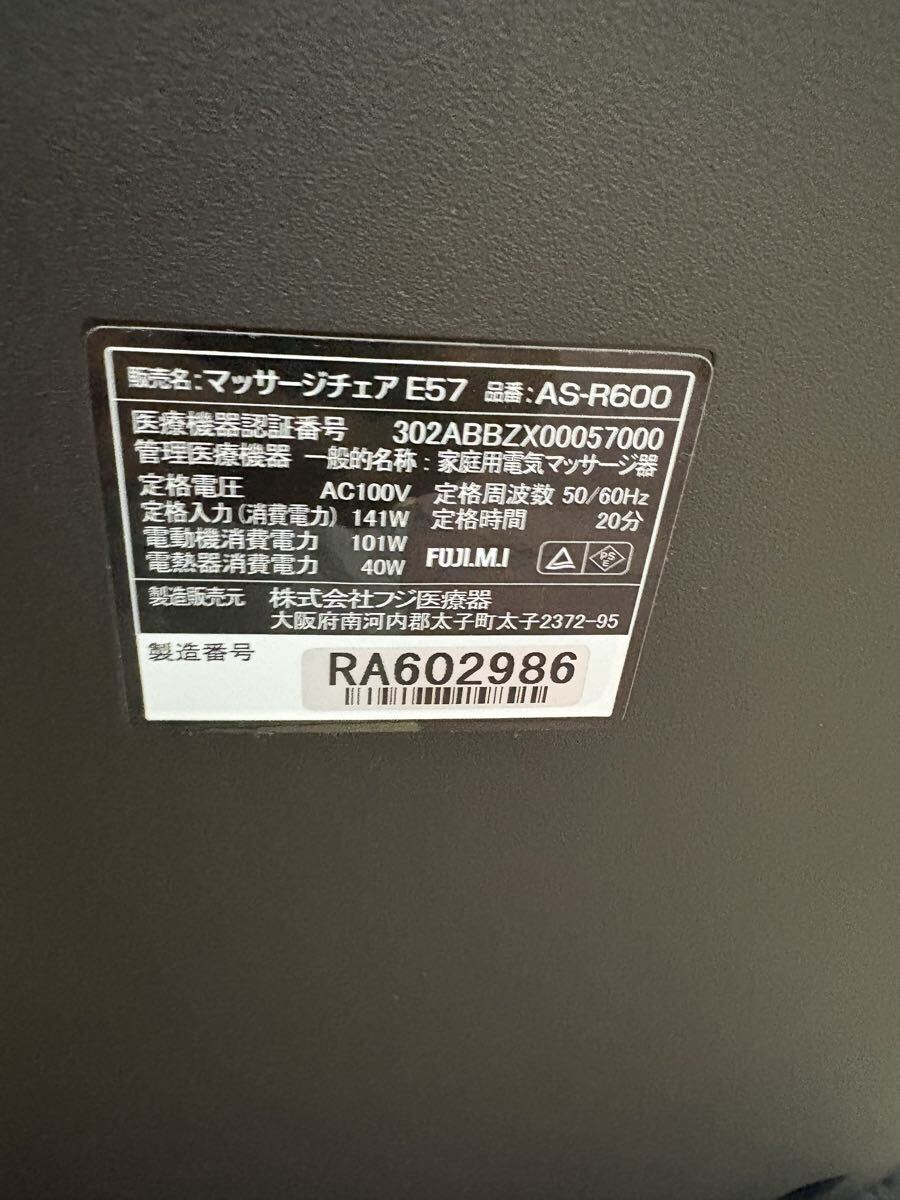 販売名:マッサージチェア E57 品番:AS-R600
医療機器認証番号 302ABBZX00057000
管理医療機器 一般的名称:家庭用電気マッサージ器
定格電圧 AC100V 定格周波数 50/60Hz
定格入力(消費電力) 141W 定格時間 20分
電動機消費電力 101W
電熱器消費電力 40W FUJI.M.I PSE
製造販売元 株式会社フジ医療器
大阪府南河内郡太子町太子2372-95
製造番号 RA602986